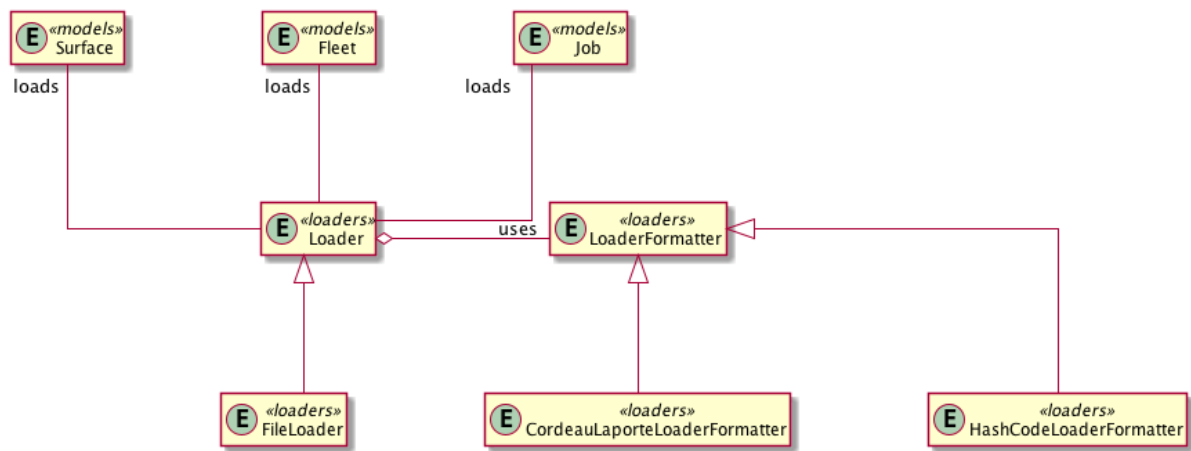 E «models»
Surface
E «models»
Fleet
E «models»
Job
loads
loads
loads
E «loaders»
Loader
uses
E «loaders»
LoaderFormatter
E «loaders»
FileLoader
E «loaders»
CordeauLaporteLoaderFormatter
E «loaders»
HashCodeLoaderFormatter